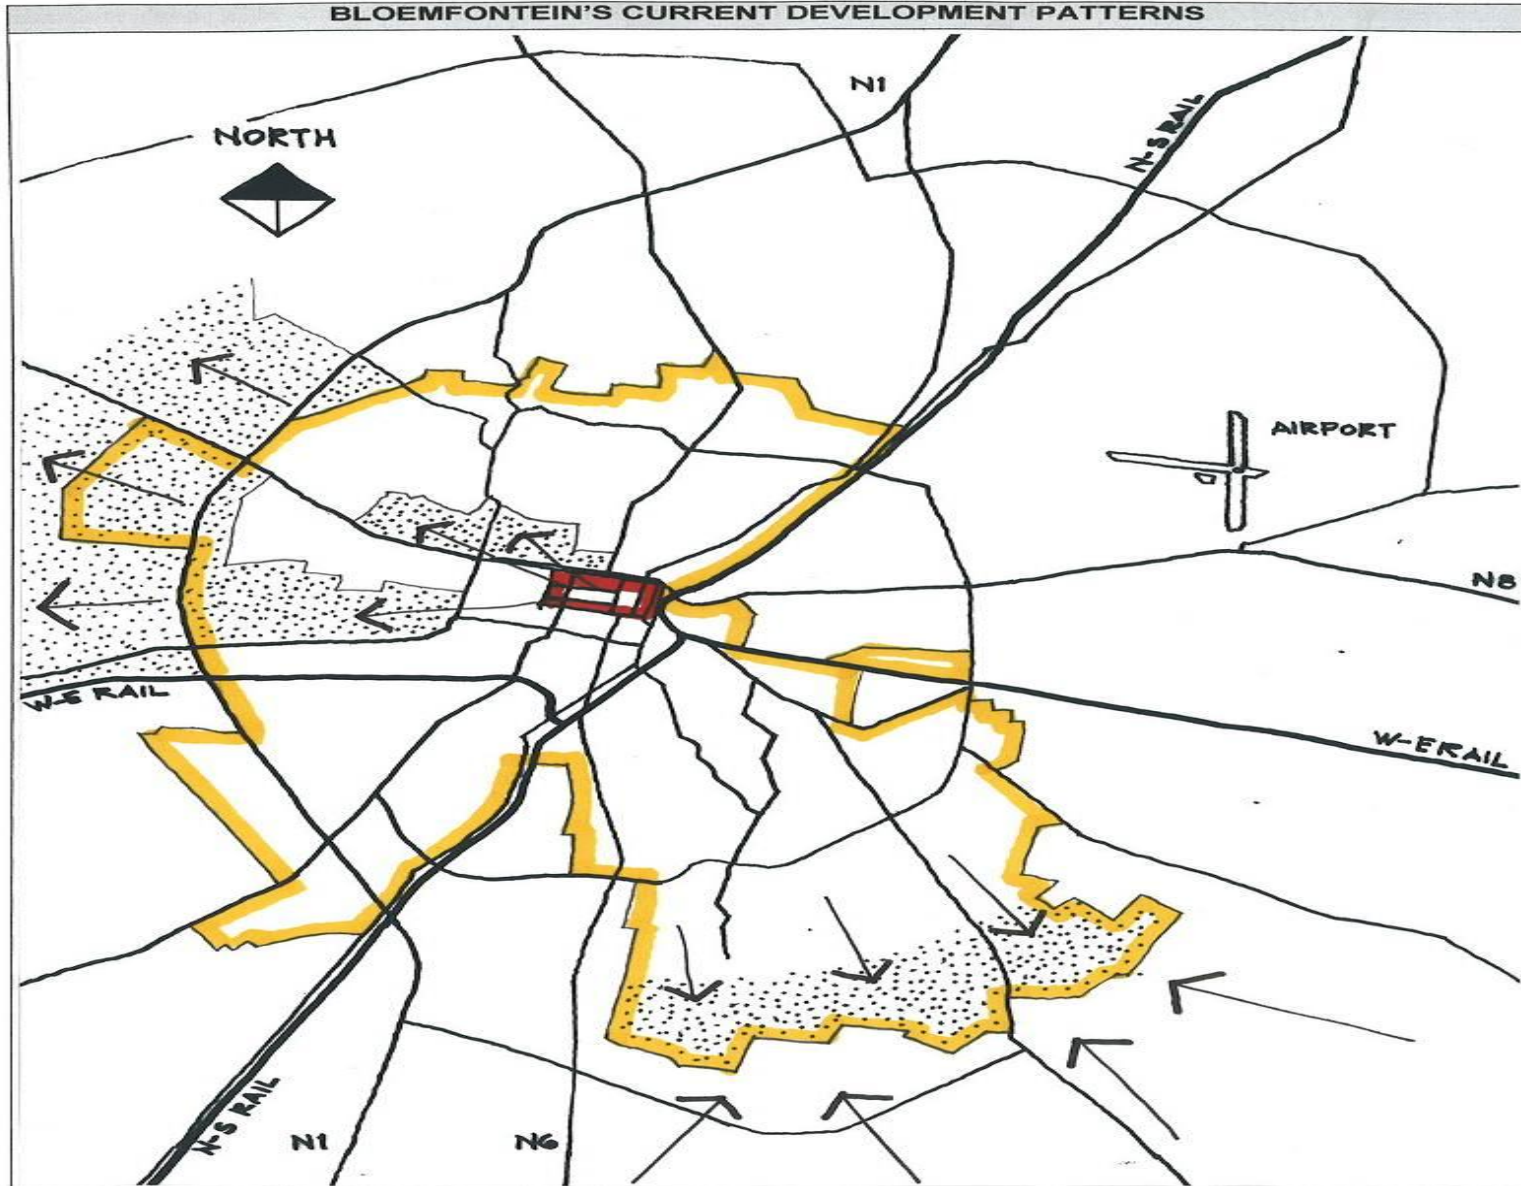 BLOEMFONTEIN'S CURRENT DEVELOPMENT PATTERNS
N1
N-S RAIL
NORTH
AIRPORT
N8
W-E RAIL
W-E RAIL
N-S RAIL
N1
N6